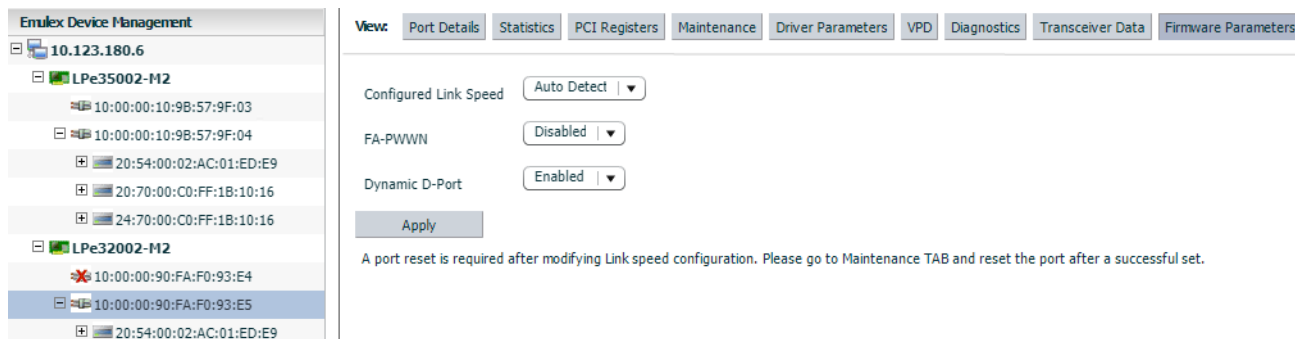 Emulex Device Management
10.123.180.6
LPe35002-M2
10:00:00:10:9B:57:9F:03
10:00:00:10:9B:57:9F:04
20:54:00:02:AC:01:ED:E9
20:70:00:C0:FF:1B:10:16
24:70:00:C0:FF:1B:10:16
LPe32002-M2
10:00:00:90:FA:F0:93:E4
10:00:00:90:FA:F0:93:E5
20:54:00:02:AC:01:ED:E9
View: Port Details Statistics PCI Registers Maintenance Driver Parameters VPD Diagnostics Transceiver Data Firmware Parameters
Configured Link Speed Auto Detect
FA-PWWN Disabled
Dynamic D-Port Enabled
Apply
A port reset is required after modifying Link speed configuration. Please go to Maintenance TAB and reset the port after a successful set.